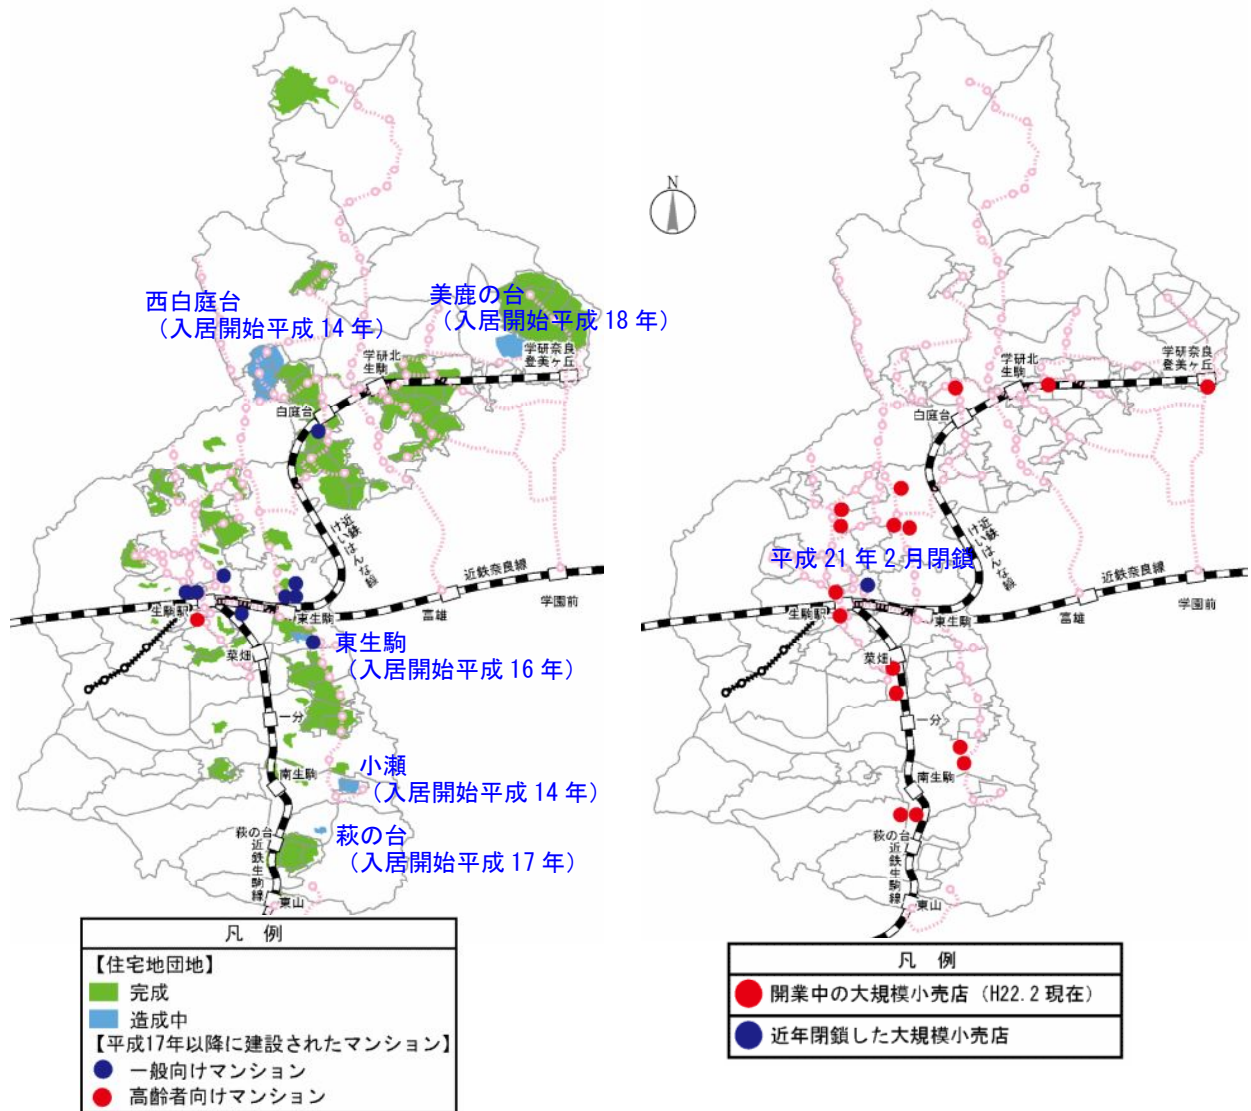 西白庭台
（入居開始平成 14 年）
美鹿の台
（入居開始平成 18 年）
学研北
生駒
学研奈良
登美ヶ丘
白庭台
近鉄
けいはんな線
近鉄奈良線
生駒駅
東生駒
富雄
学園前
菜畑
東生駒
（入居開始平成 16 年）
一分
小瀬
（入居開始平成 14 年）
南生駒
萩の台
（入居開始平成 17 年）
萩の台
近鉄生駒線
東山
凡 例
【住宅地団地】
完成
造成中
【平成17年以降に建設されたマンション】
一般向けマンション
高齢者向けマンション
N
学研北
生駒
学研奈良
登美ヶ丘
白庭台
近鉄
けいはんな線
平成 21 年 2 月閉鎖
近鉄奈良線
生駒駅
東生駒
富雄
学園前
菜畑
一分
南生駒
萩の台
近鉄生駒線
東山
凡 例
開業中の大規模小売店（H22.2 現在）
近年閉鎖した大規模小売店